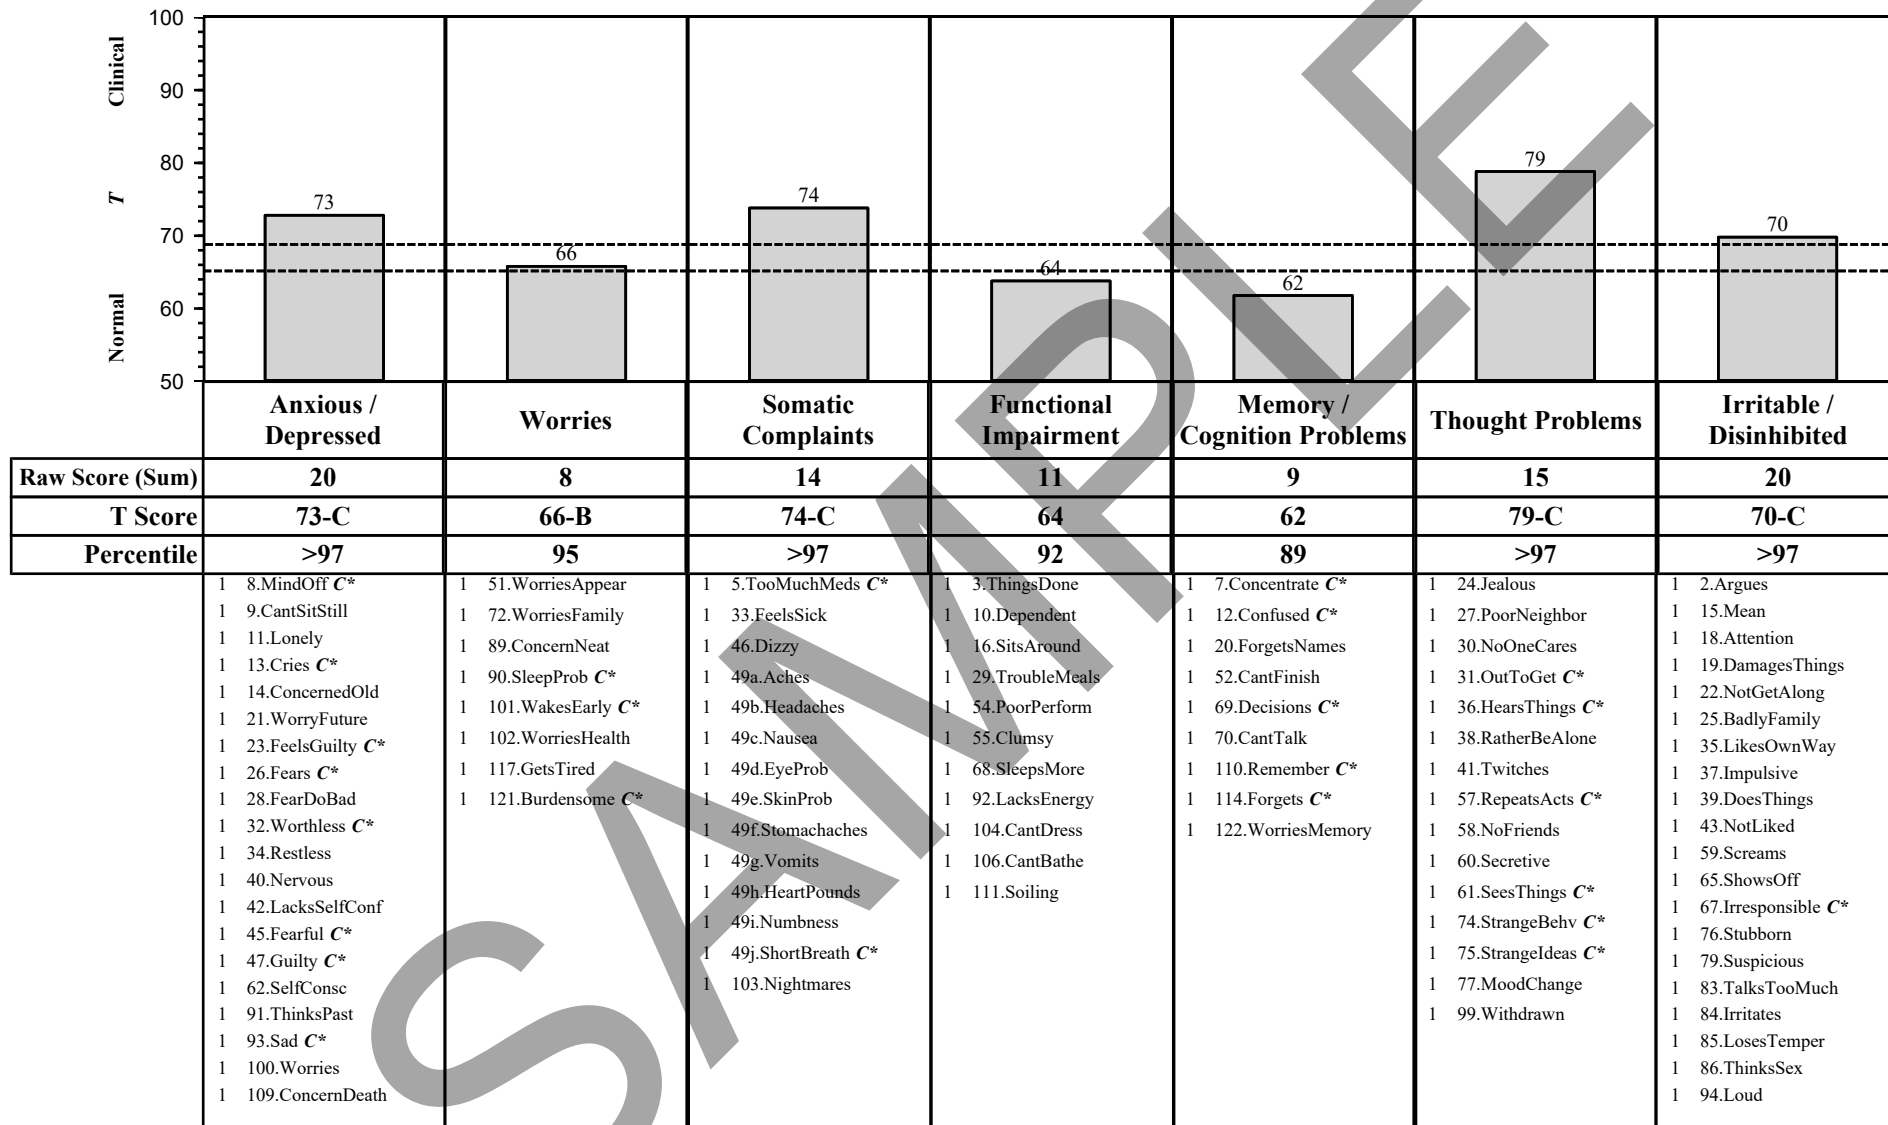 100
90
80
70
60
50
Clinical
T
Normal
73
66
74
64
62
79
70
Anxious /
Depressed
Worries
Somatic
Complaints
Functional
Impairment
Memory /
Cognition Problems
Thought Problems
Irritable /
Disinhibited
Raw Score (Sum) 20 8 14 11 9 15 20
T Score 73-C 66-B 74-C 64 62 79-C 70-C
Percentile >97 95 >97 92 89 >97 >97
1 8.MindOff C*
1 9.CantSitStill
1 11.Lonely
1 13.Cries C*
1 14.ConcernedOld
1 21.WorryFuture
1 23.FeelsGuilty C*
1 26.Fears C*
1 28.FearDoBad
1 32.Worthless C*
1 34.Restless
1 40.Nervous
1 42.LacksSelfConf
1 45.Fearful C*
1 47.Guilty C*
1 62.SelfConsc
1 91.ThinksPast
1 93.Sad C*
1 100.Worries
1 109.ConcernDeath
1 51.WorriesAppear
1 72.WorriesFamily
1 89.ConcernNeat
1 90.SleepProb C*
1 101.WakesEarly C*
1 102.WorriesHealth
1 117.GetsTired
1 121.Burdensome C*
1 5.TooMuchMeds C*
1 33.FeelsSick
1 46.Dizzy
1 49a.Aches
1 49b.Headaches
1 49c.Nausea
1 49d.EyeProb
1 49e.SkinProb
1 49f.Stomachaches
1 49g.Vomits
1 49h.HeartPounds
1 49i.Numbness
1 49j.ShortBreath C*
1 103.Nightmares
1 3.ThingsDone
1 10.Dependent
1 16.SitsAround
1 29.TroubleMeals
1 54.PoorPerform
1 55.Clumsy
1 68.SleepsMore
1 92.LacksEnergy
1 104.CantDress
1 106.CantBathe
1 111.Soiling
1 7.Concentrate C*
1 12.Confused C*
1 20.ForgetsNames
1 52.CantFinish
1 69.Decisions C*
1 70.CantTalk
1 110.Remember C*
1 114.Forgets C*
1 122.WorriesMemory
1 24.Jealous
1 27.PoorNeighbor
1 30.NoOneCares
1 31.OutToGet C*
1 36.HearsThings C*
1 38.RatherBeAlone
1 41.Twitches
1 57.RepeatsActs C*
1 58.NoFriends
1 60.Secretive
1 61.SeesThings C*
1 74.StrangeBehv C*
1 75.StrangeIdeas C*
1 77.MoodChange
1 99.Withdrawn
1 2.Argues
1 15.Mean
1 18.Attention
1 19.DamagesThings
1 22.NotGetAlong
1 25.BadlyFamily
1 35.LikesOwnWay
1 37.Impulsive
1 39.DoesThings
1 43.NotLiked
1 59.Screams
1 65.ShowsOff
1 67.Irresponsible C*
1 76.Stubborn
1 79.Suspicious
1 83.TalksTooMuch
1 84.Irritates
1 85.LosesTemper
1 86.ThinksSex
1 94.Loud
SAMPLE